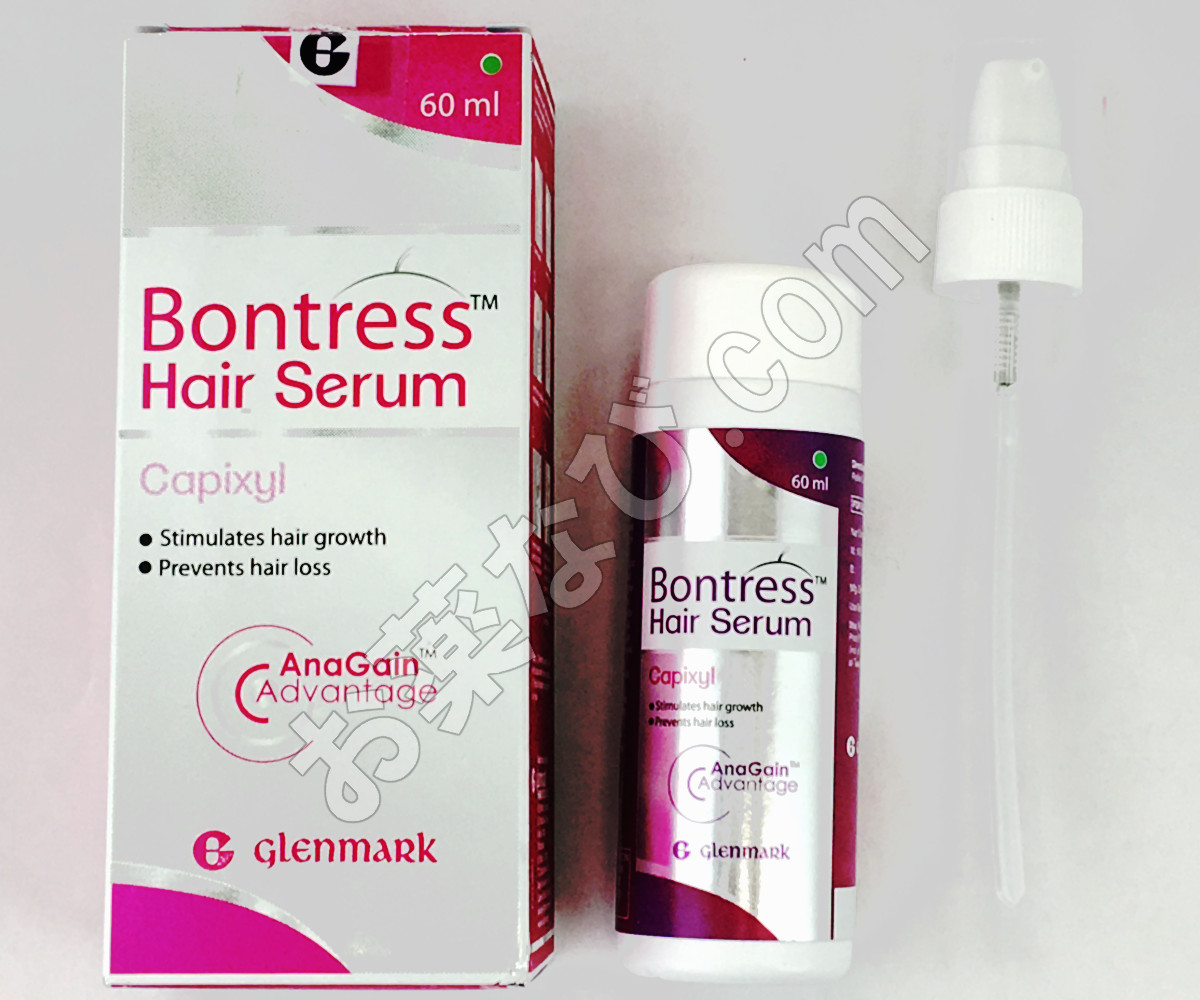 60 ml
Bontress™
Hair Serum
Capixyl
● Stimulates hair growth
● Prevents hair loss
AnaGain™
Advantage
GLENMARK
60 ml
Bontress™
Hair Serum
Capixyl
●Stimulates hair growth
●Prevents hair loss
AnaGain™
Advantage
GLENMARK
お薬なび.com